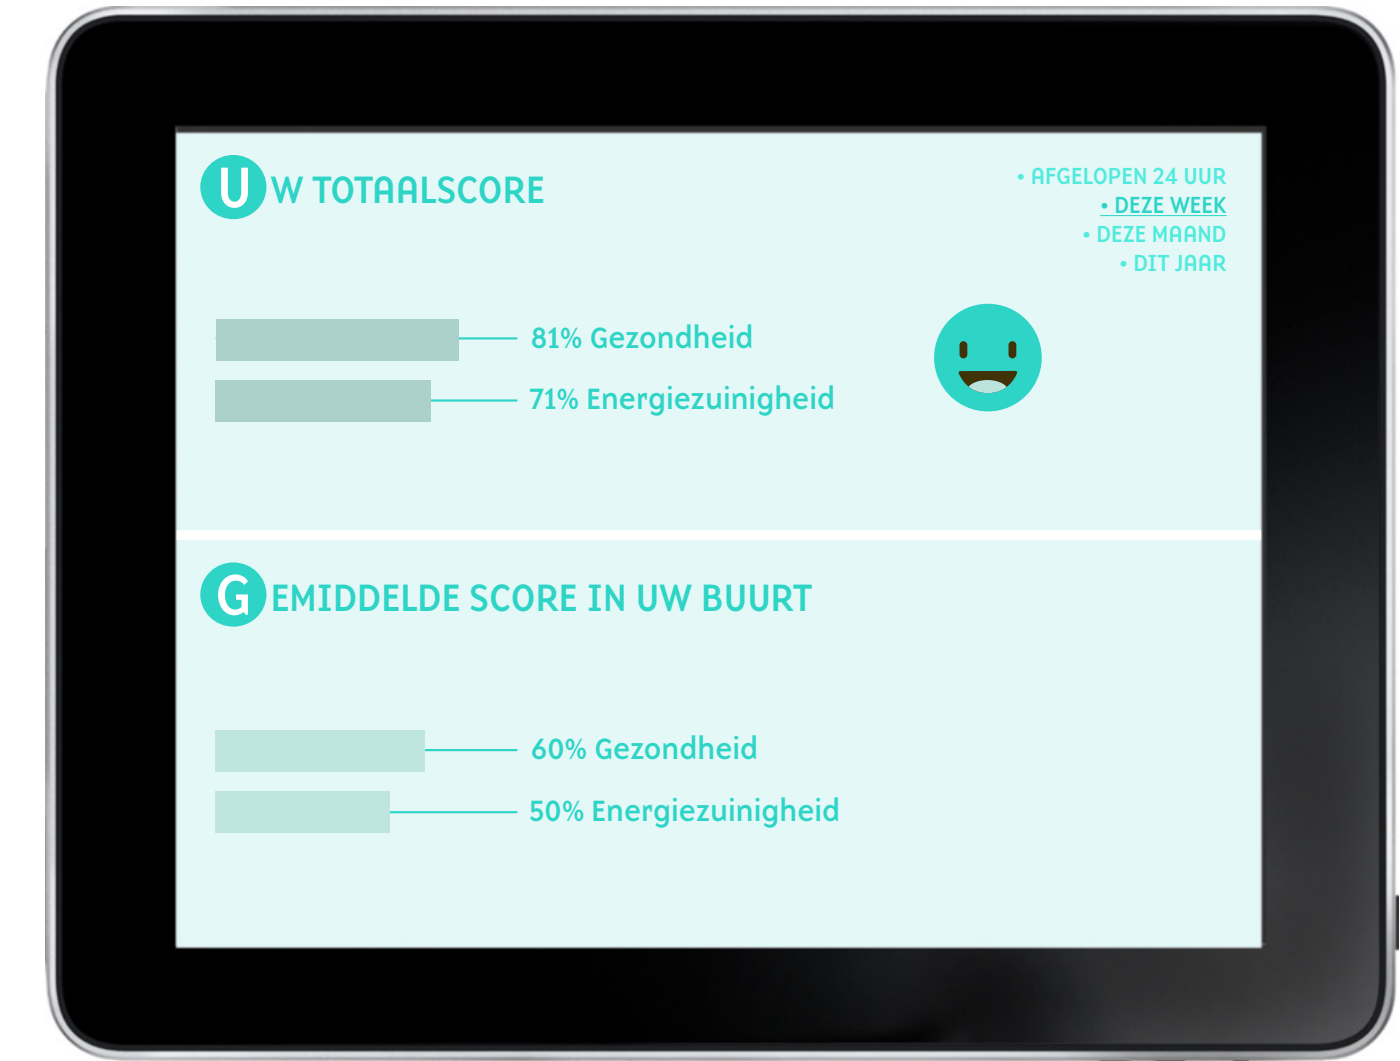 UW TOTAALSCORE
• AFGELOPEN 24 UUR
• DEZE WEEK
• DEZE MAAND
• DIT JAAR
81% Gezondheid
71% Energiezuinigheid
GEMIDDELDE SCORE IN UW BUURT
60% Gezondheid
50% Energiezuinigheid